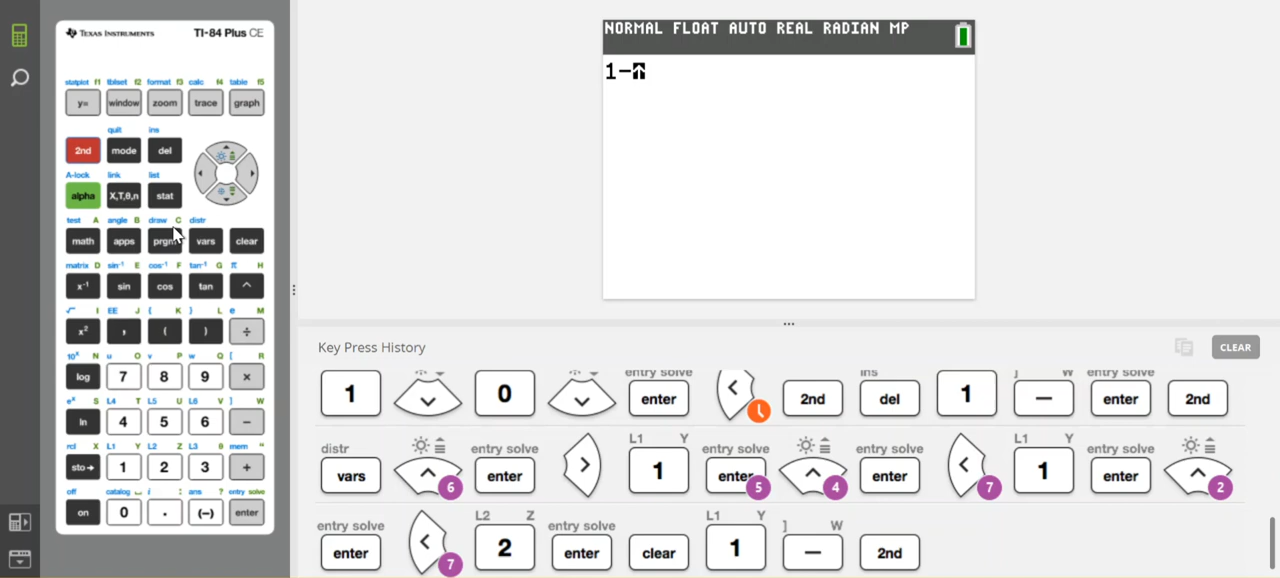 TEXAS INSTRUMENTS TI-84 Plus CE
statplot f1 tblset f2 format f3 calc f4 table f5
y= window zoom trace graph
quit ins
2nd mode del
A-lock link list
alpha X,T,θ,n stat
test A angle B draw C distr
math apps prgm vars clear
matrix D sin⁻¹ E cos⁻¹ F tan⁻¹ G π H
x⁻¹ sin cos tan ^
√ I EE J { K } L e M
x² , ( ) ÷
10ˣ N u O v P w Q [ R
log 7 8 9 ×
eˣ S L4 T L5 U L6 V ] W
ln 4 5 6 −
rcl X L1 Y L2 Z L3 θ mem "
sto→ 1 2 3 +
off catalog i : ans ? entry solve
on 0 . (−) enter
NORMAL FLOAT AUTO REAL RADIAN MP
1-↑
Key Press History
CLEAR
entry solve ins ] W entry solve
1 0 enter 2nd del 1 − enter 2nd
distr entry solve L1 Y entry solve entry solve L1 Y entry solve
vars 6 enter 1 enter 5 4 enter 7 1 enter 2
entry solve L2 Z entry solve L1 Y ] W
enter 7 2 enter clear 1 − 2nd